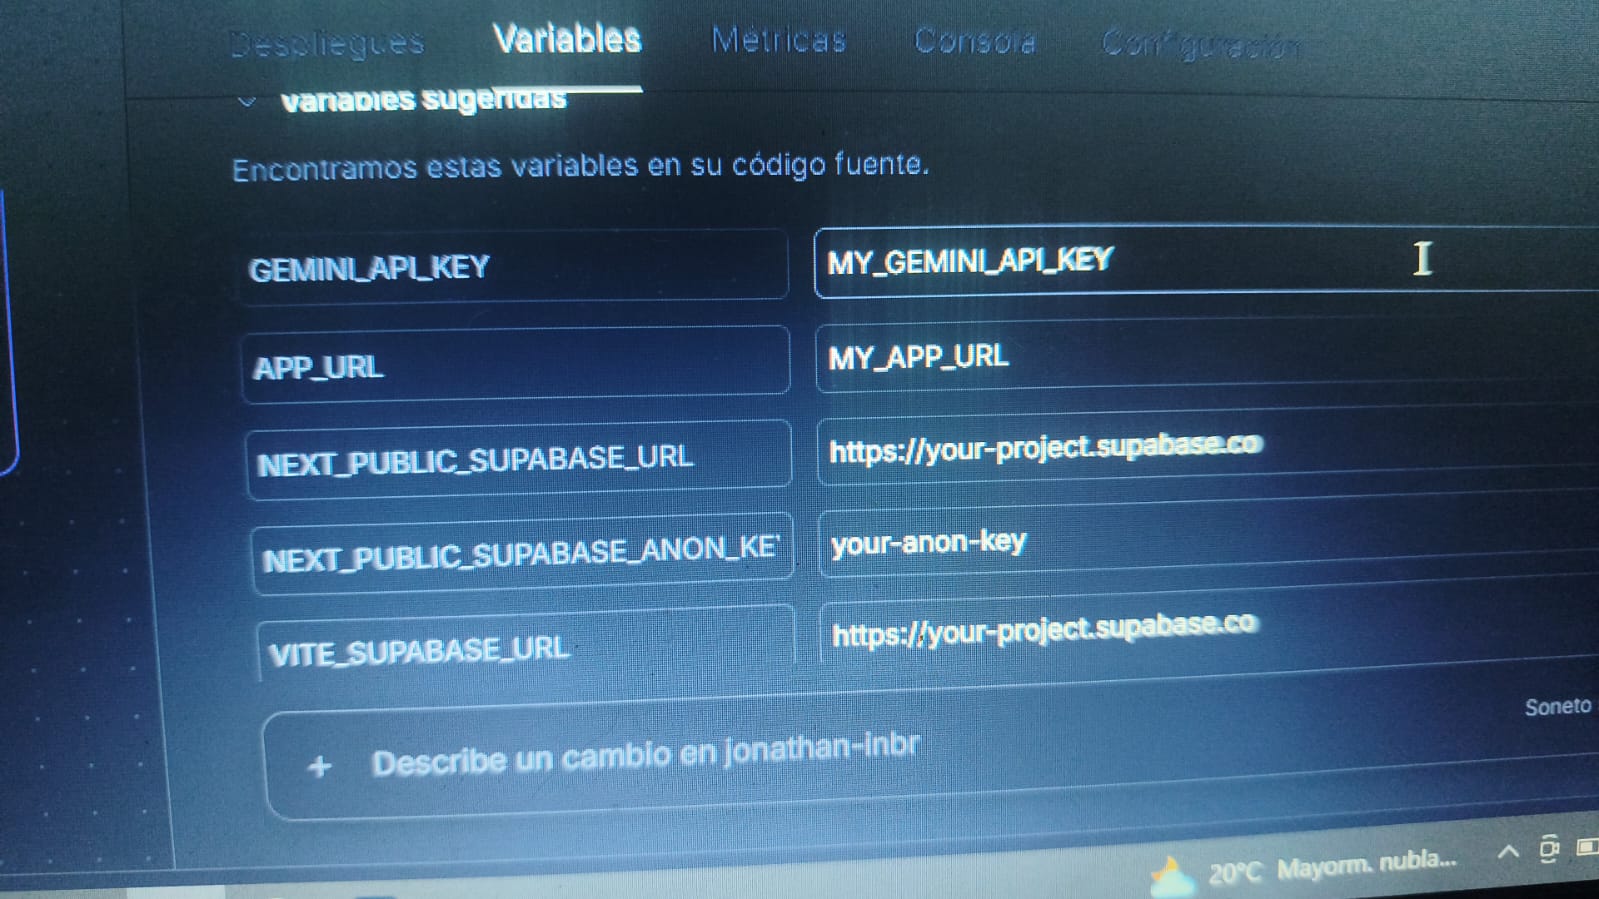 Despliegues Variables Métricas Consola Configuración
Variables sugeridas
Encontramos estas variables en su código fuente.
GEMINI_API_KEY MY_GEMINI_API_KEY
APP_URL MY_APP_URL
NEXT_PUBLIC_SUPABASE_URL https://your-project.supabase.co
NEXT_PUBLIC_SUPABASE_ANON_KE your-anon-key
VITE_SUPABASE_URL https://your-project.supabase.co
Soneto
+ Describe un cambio en jonathan-inbr
20°C Mayorm. nubla...